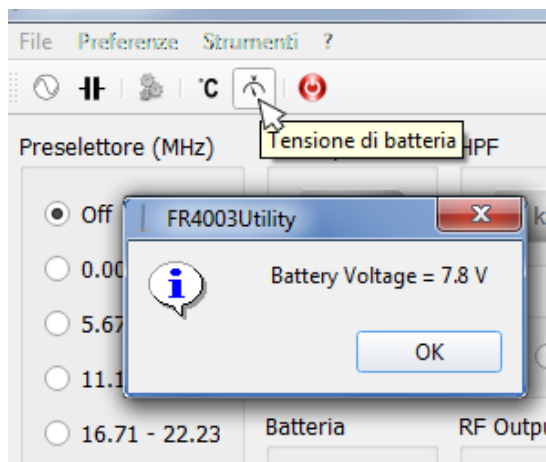 File Preferenze Strumenti ?
°C
Tensione di batteria
Preselettore (MHz)
HPF
Off
FR4003Utility
0.00
Battery Voltage = 7.8 V
5.67
OK
11.1
16.71 - 22.23
Batteria
RF Outpu